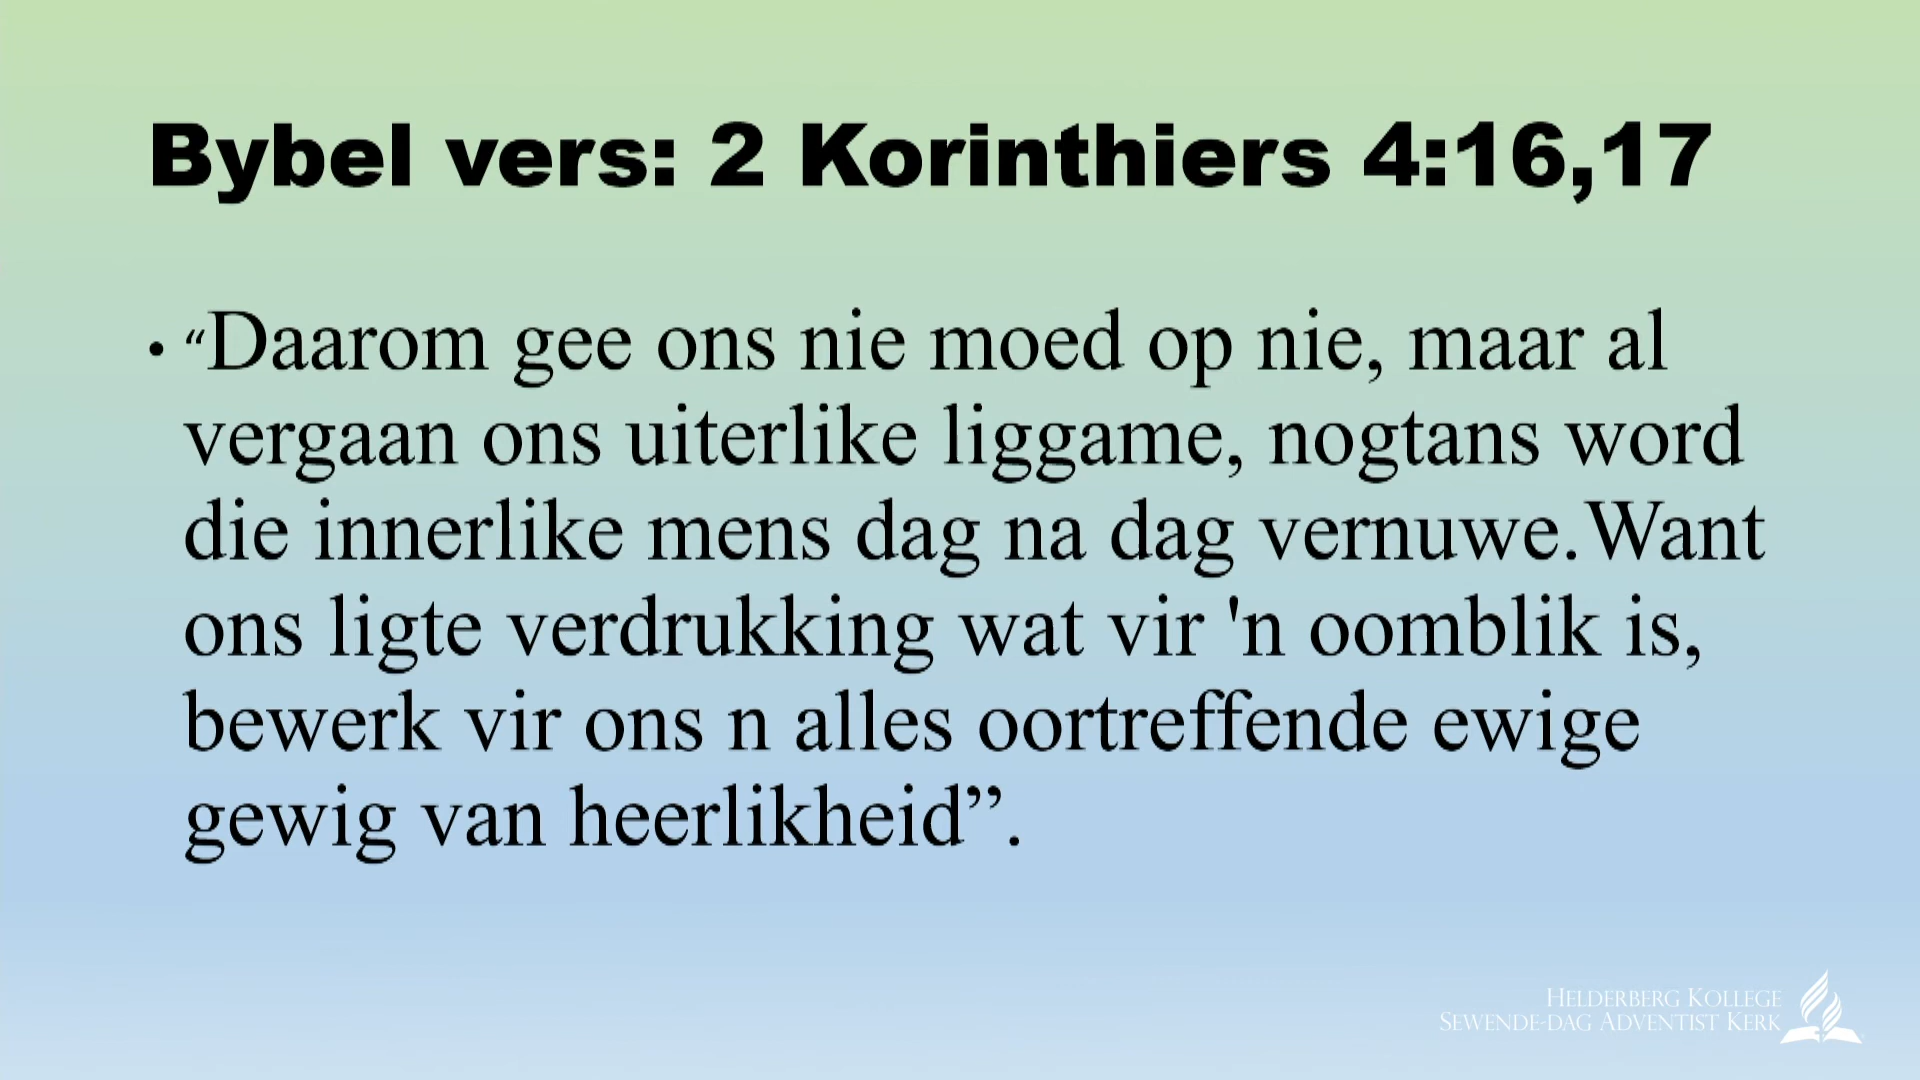 Bybel vers: 2 Korinthiers 4:16,17
• “Daarom gee ons nie moed op nie, maar al
vergaan ons uiterlike liggame, nogtans word
die innerlike mens dag na dag vernuwe.Want
ons ligte verdrukking wat vir 'n oomblik is,
bewerk vir ons n alles oortreffende ewige
gewig van heerlikheid”.
HELDERBERG KOLLEGE
SEWENDE-DAG ADVENTIST KERK